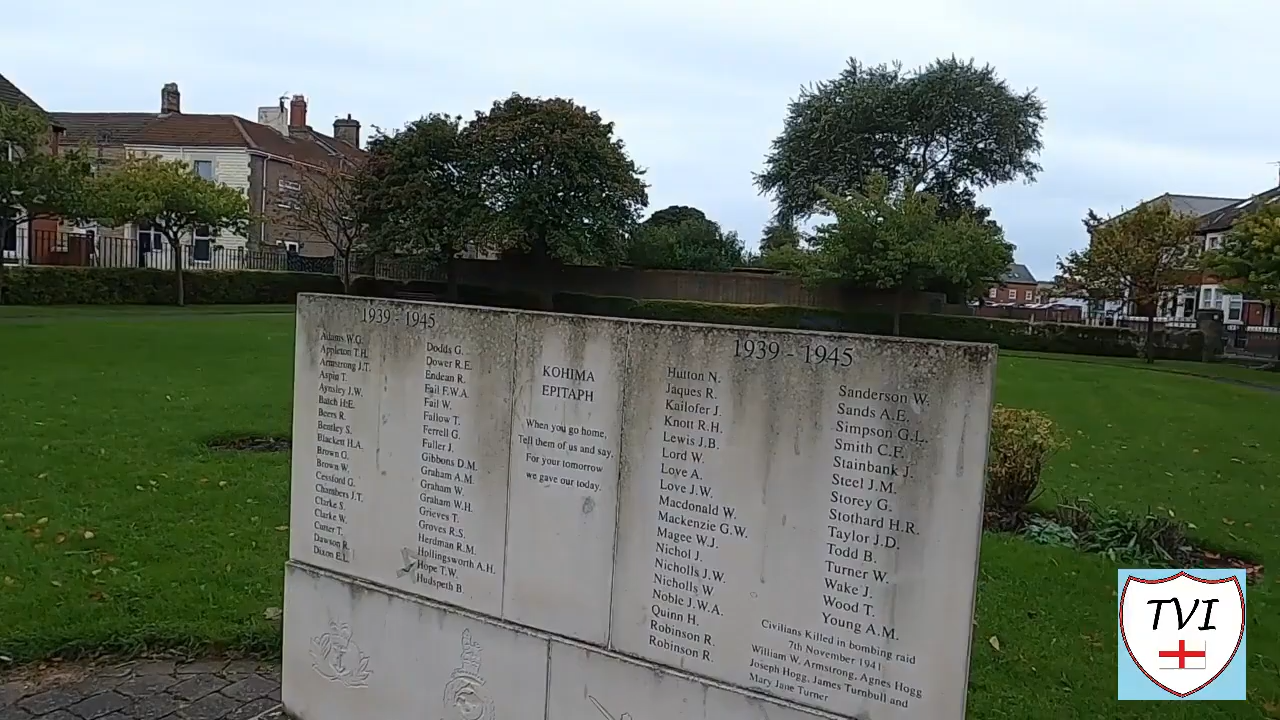 1939 - 1945
Adams W.G.
Appleton T.H.
Armstrong J.T.
Aspin T.
Aynsley J.W.
Batch H.E.
Beers R.
Bentley S.
Blackett H.A.
Brown G.
Brown W.
Cessford G.
Chambers J.T.
Clarke S.
Clarke W.
Cutter T.
Dawson R.
Dixon E.L.
Dodds G.
Dower R.E.
Endean R.
Fail F.W.A.
Fail W.
Fallow T.
Ferrell G.
Fuller J.
Gibbons D.M.
Graham A.M.
Graham W.
Graham W.H.
Grieves T.
Groves R.S.
Herdman R.M.
Hollingsworth A.H.
Hope T.W.
Hudspeth B.
KOHIMA
EPITAPH
When you go home,
Tell them of us and say,
For your tomorrow
we gave our today.
1939 - 1945
Hutton N.
Jaques R.
Kailofer J.
Knott R.H.
Lewis J.B.
Lord W.
Loye A.
Love J.W.
Macdonald W.
Mackenzie G.W.
Magee W.J.
Nichol J.
Nicholls J.W.
Nicholls W
Noble J.W.A.
Quinn H.
Robinson R.
Robinson R.
Sanderson W.
Sands A.E.
Simpson G.L.
Smith C.F.
Stainbank J.
Steel J.M.
Storey G.
Stothard H.R.
Taylor J.D.
Todd B.
Turner W.
Wake J.
Wood T.
Young A.M.
Civilians Killed in bombing raid
7th November 1941
William W. Armstrong, Agnes Hogg
Joseph Hogg, James Turnbull and
Mary Jane Turner
TVI